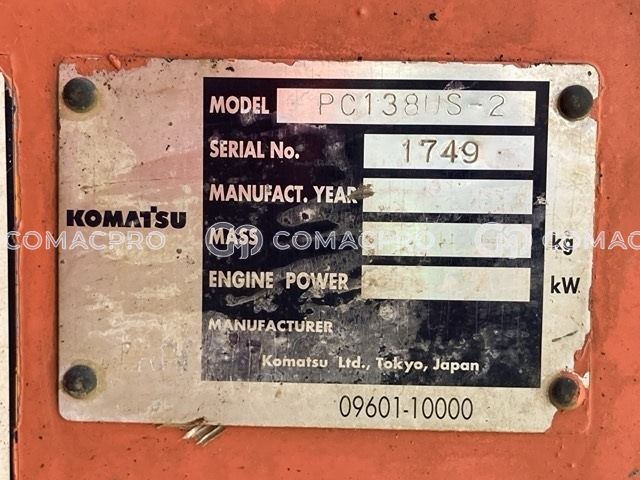 MODEL PC138US-2
SERIAL No. 1749
MANUFACT. YEAR
KOMATSU
COMACPRO COMACPRO COMACPRO
MASS kg
ENGINE POWER kW
MANUFACTURER
Komatsu Ltd., Tokyo, Japan
09601-10000